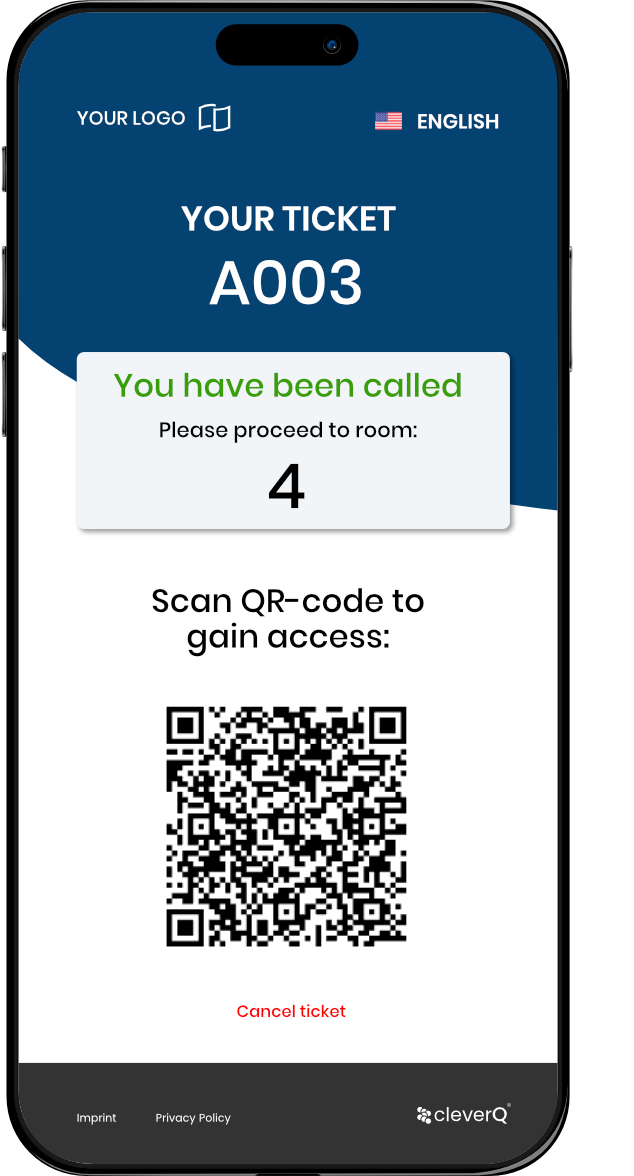 YOUR LOGO
ENGLISH
YOUR TICKET
A003
You have been called
Please proceed to room:
4
Scan QR-code to
gain access:
Cancel ticket
Imprint
Privacy Policy
cleverQ®